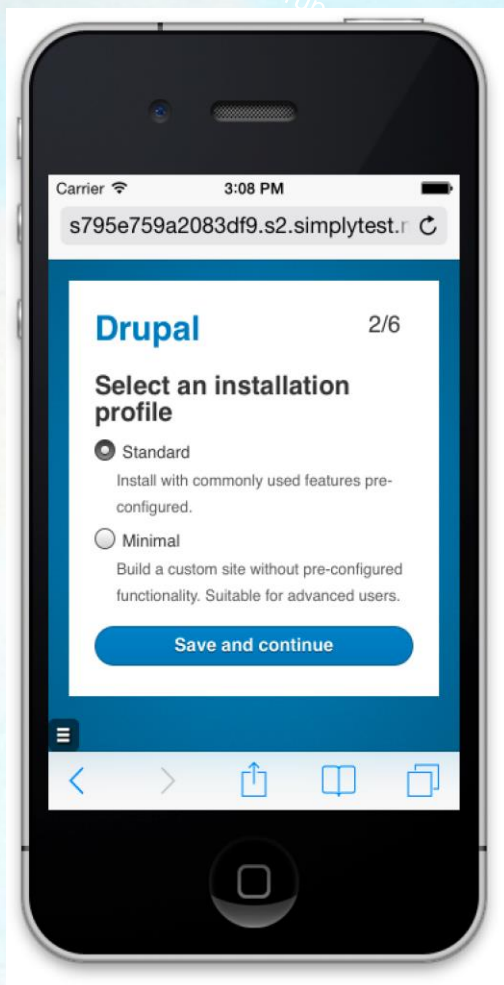 Carrier 3:08 PM
s795e759a2083df9.s2.simplytest.
Drupal 2/6
Select an installation
profile
Standard
Install with commonly used features pre-
configured.
Minimal
Build a custom site without pre-configured
functionality. Suitable for advanced users.
Save and continue